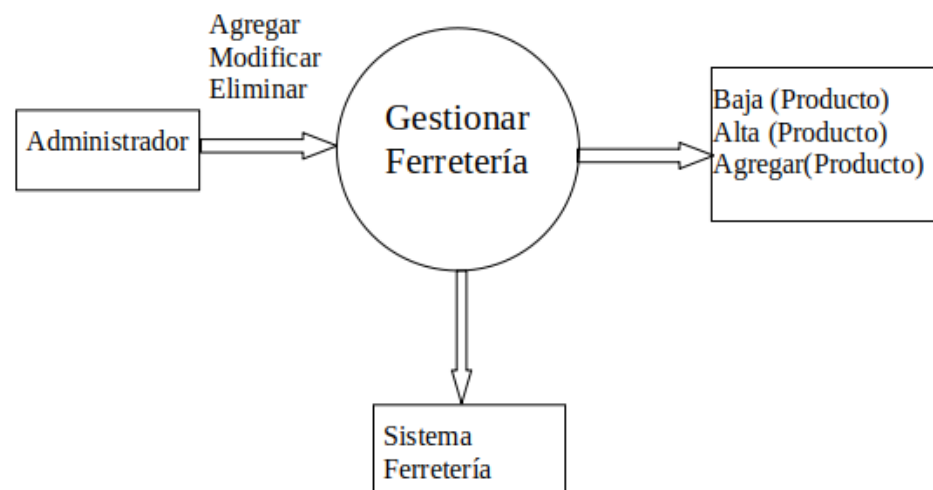 Agregar
Modificar
Eliminar
Administrador
Gestionar
Ferretería
Baja (Producto)
Alta (Producto)
Agregar(Producto)
Sistema
Ferretería